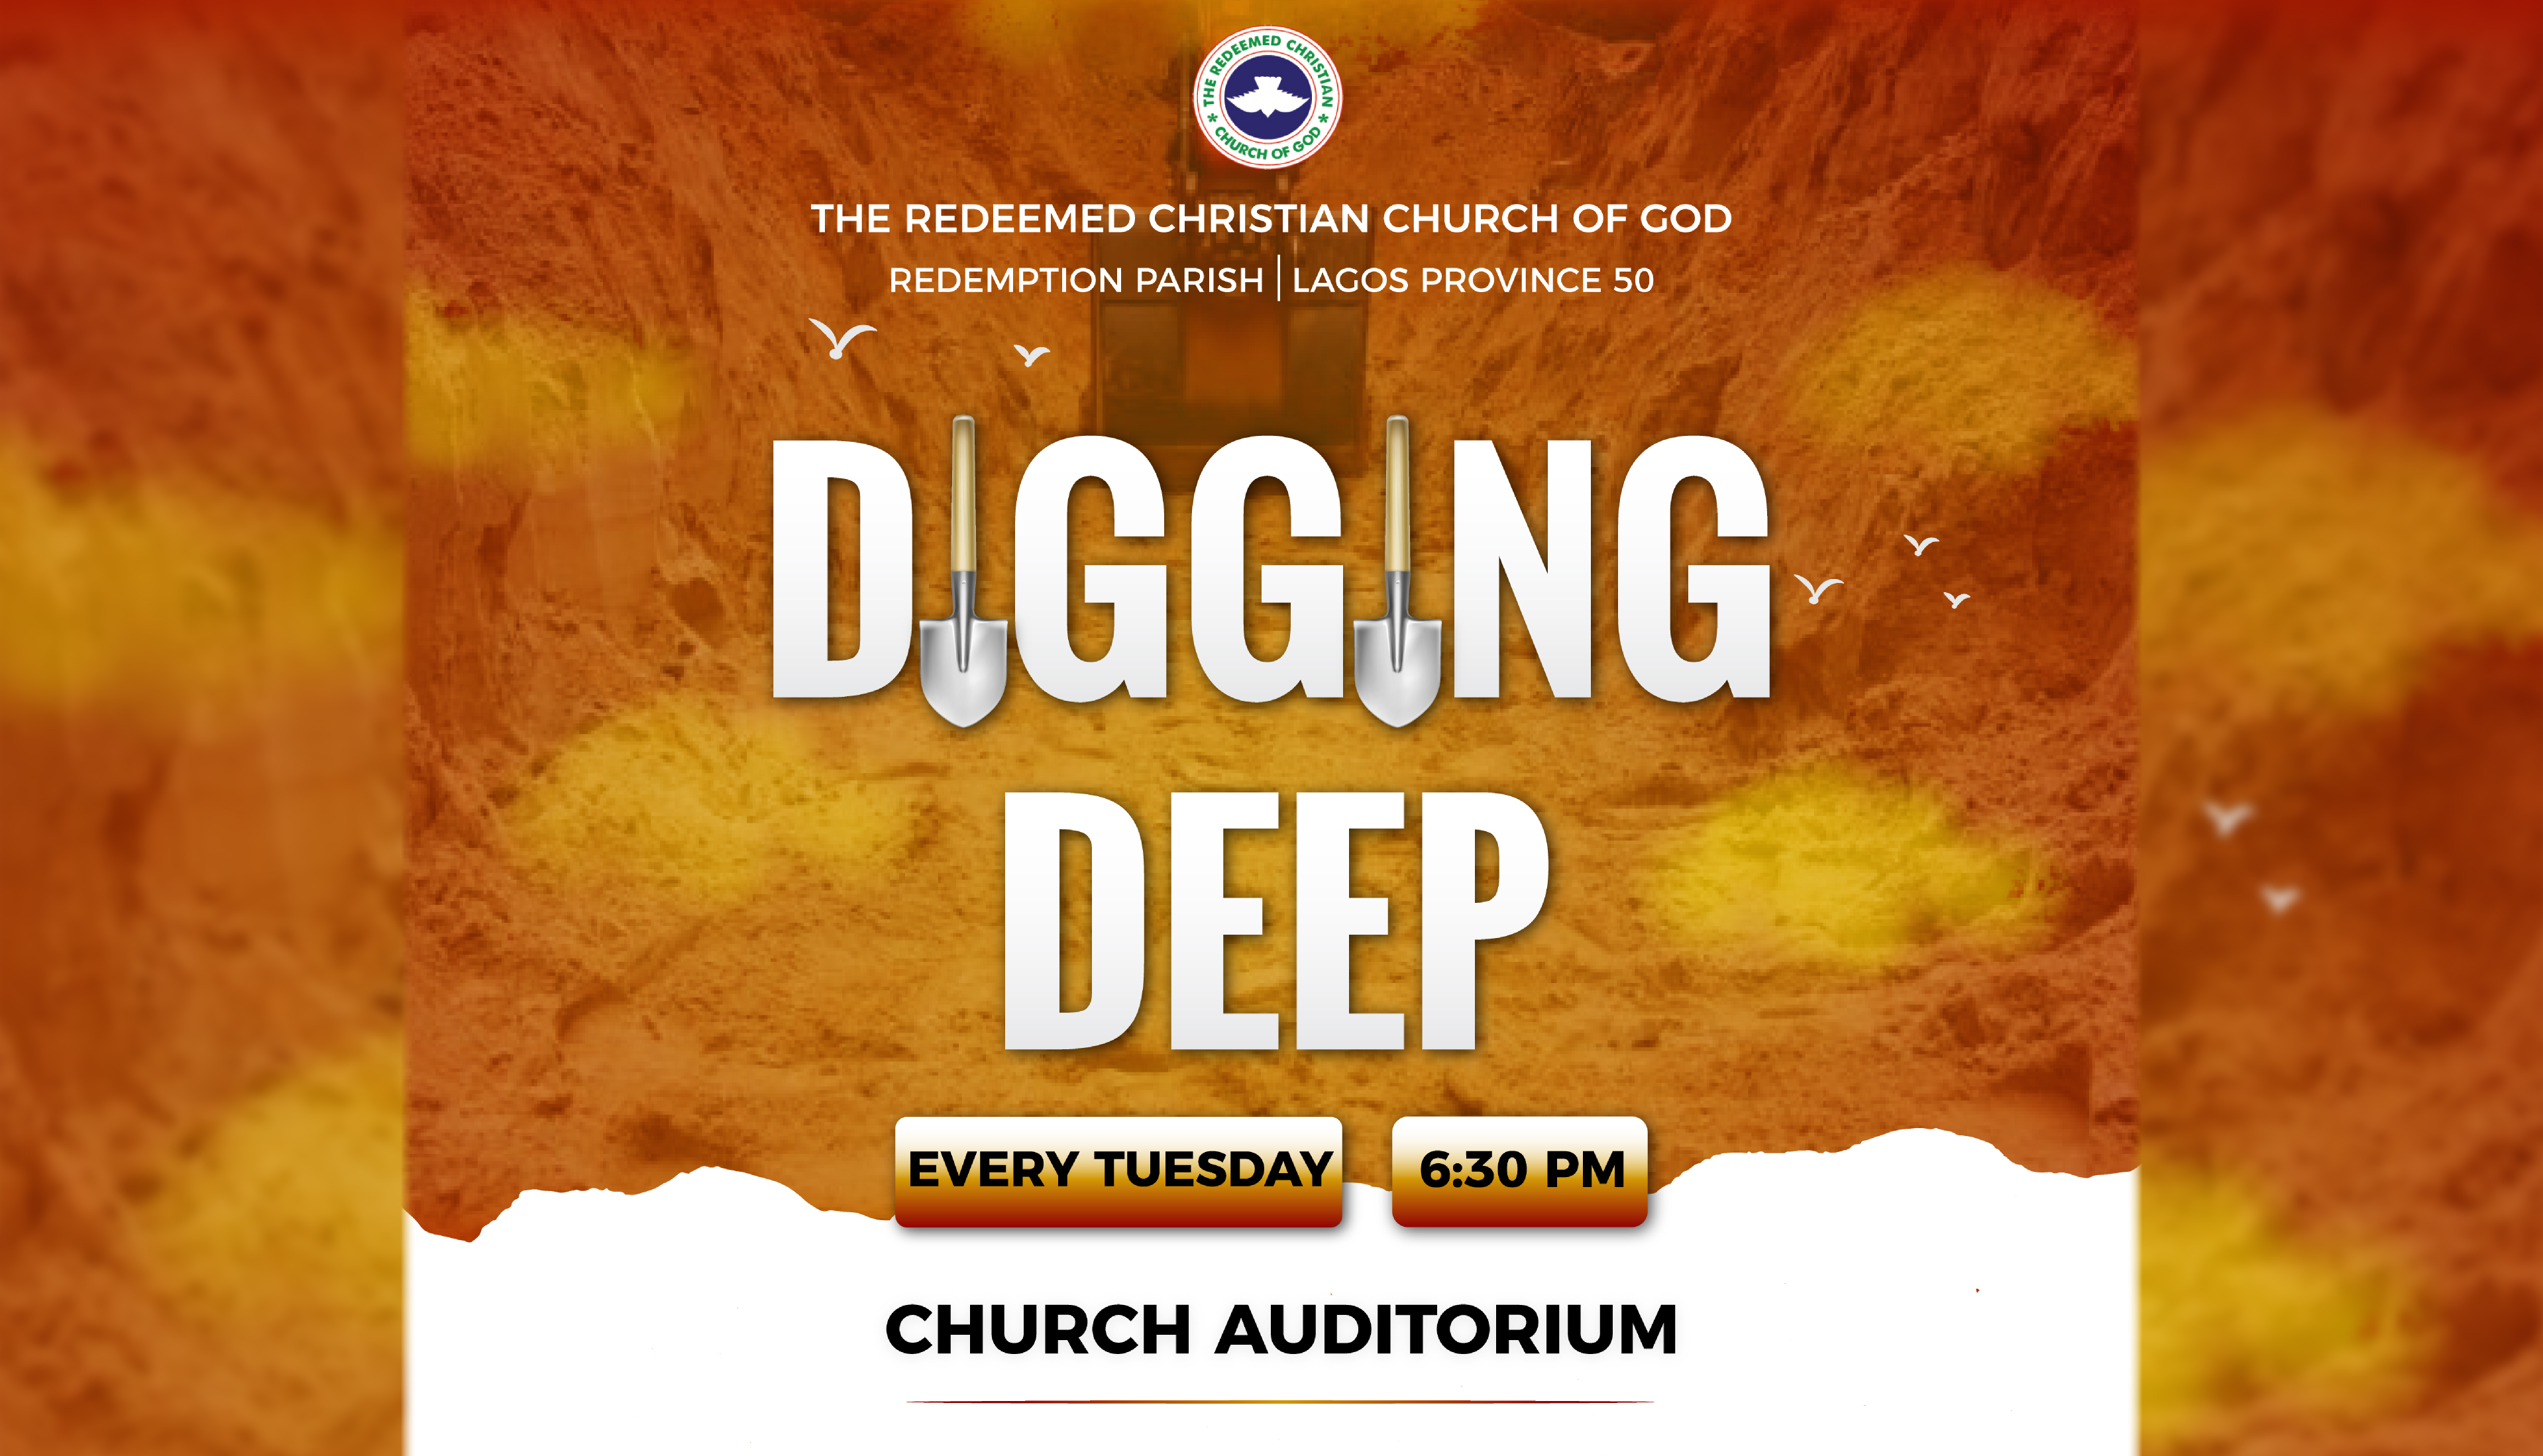 THE REDEEMED CHRISTIAN
* CHURCH OF GOD *
THE REDEEMED CHRISTIAN CHURCH OF GOD
REDEMPTION PARISH | LAGOS PROVINCE 50
DIGGING
DEEP
EVERY TUESDAY
6:30 PM
CHURCH AUDITORIUM